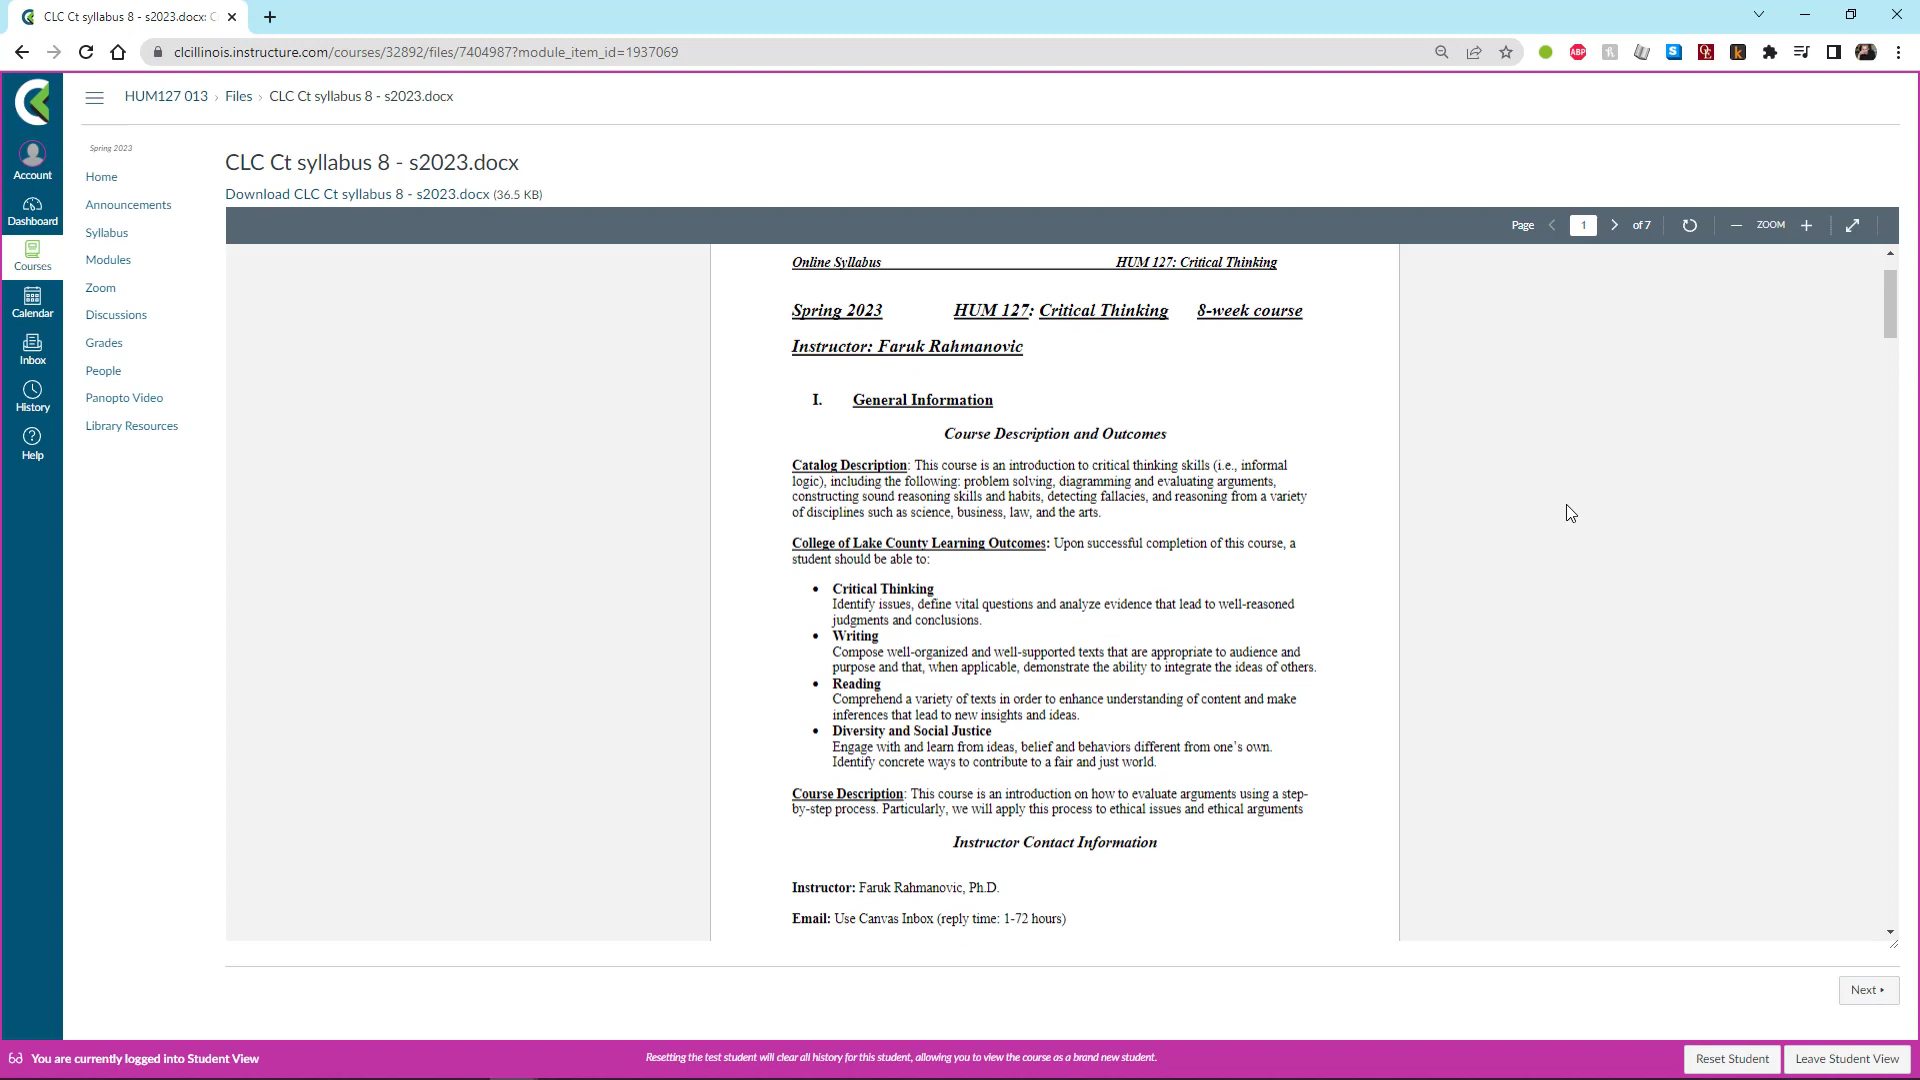 CLC Ct syllabus 8 - s2023.docx: C
clcillinois.instructure.com/courses/32892/files/7404987?module_item_id=1937069
HUM127 013 › Files › CLC Ct syllabus 8 - s2023.docx
Account
Dashboard
Courses
Calendar
Inbox
History
Help
Spring 2023
Home
Announcements
Syllabus
Modules
Zoom
Discussions
Grades
People
Panopto Video
Library Resources
CLC Ct syllabus 8 - s2023.docx
Download CLC Ct syllabus 8 - s2023.docx (36.5 KB)
Page 1 of 7 ZOOM
Online Syllabus HUM 127: Critical Thinking
Spring 2023 HUM 127: Critical Thinking 8-week course
Instructor: Faruk Rahmanovic
I. General Information
Course Description and Outcomes
Catalog Description: This course is an introduction to critical thinking skills (i.e., informal
logic), including the following: problem solving, diagramming and evaluating arguments,
constructing sound reasoning skills and habits, detecting fallacies, and reasoning from a variety
of disciplines such as science, business, law, and the arts.
College of Lake County Learning Outcomes: Upon successful completion of this course, a
student should be able to:
• Critical Thinking
Identify issues, define vital questions and analyze evidence that lead to well-reasoned
judgments and conclusions.
• Writing
Compose well-organized and well-supported texts that are appropriate to audience and
purpose and that, when applicable, demonstrate the ability to integrate the ideas of others.
• Reading
Comprehend a variety of texts in order to enhance understanding of content and make
inferences that lead to new insights and ideas.
• Diversity and Social Justice
Engage with and learn from ideas, belief and behaviors different from one's own.
Identify concrete ways to contribute to a fair and just world.
Course Description: This course is an introduction on how to evaluate arguments using a step-
by-step process. Particularly, we will apply this process to ethical issues and ethical arguments
Instructor Contact Information
Instructor: Faruk Rahmanovic, Ph.D.
Email: Use Canvas Inbox (reply time: 1-72 hours)
Next
You are currently logged into Student View
Resetting the test student will clear all history for this student, allowing you to view the course as a brand new student.
Reset Student
Leave Student View